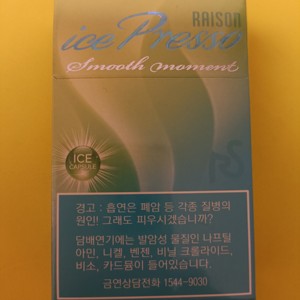 RAISON
ice Presso
Smooth moment
ICE
CAPSULE
경고 : 흡연은 폐암 등 각종 질병의
원인! 그래도 피우시겠습니까?
담배연기에는 발암성 물질인 나프틸
아민, 니켈, 벤젠, 비닐 크롤라이드,
비소, 카드뮴이 들어있습니다.
금연상담전화 1544-9030